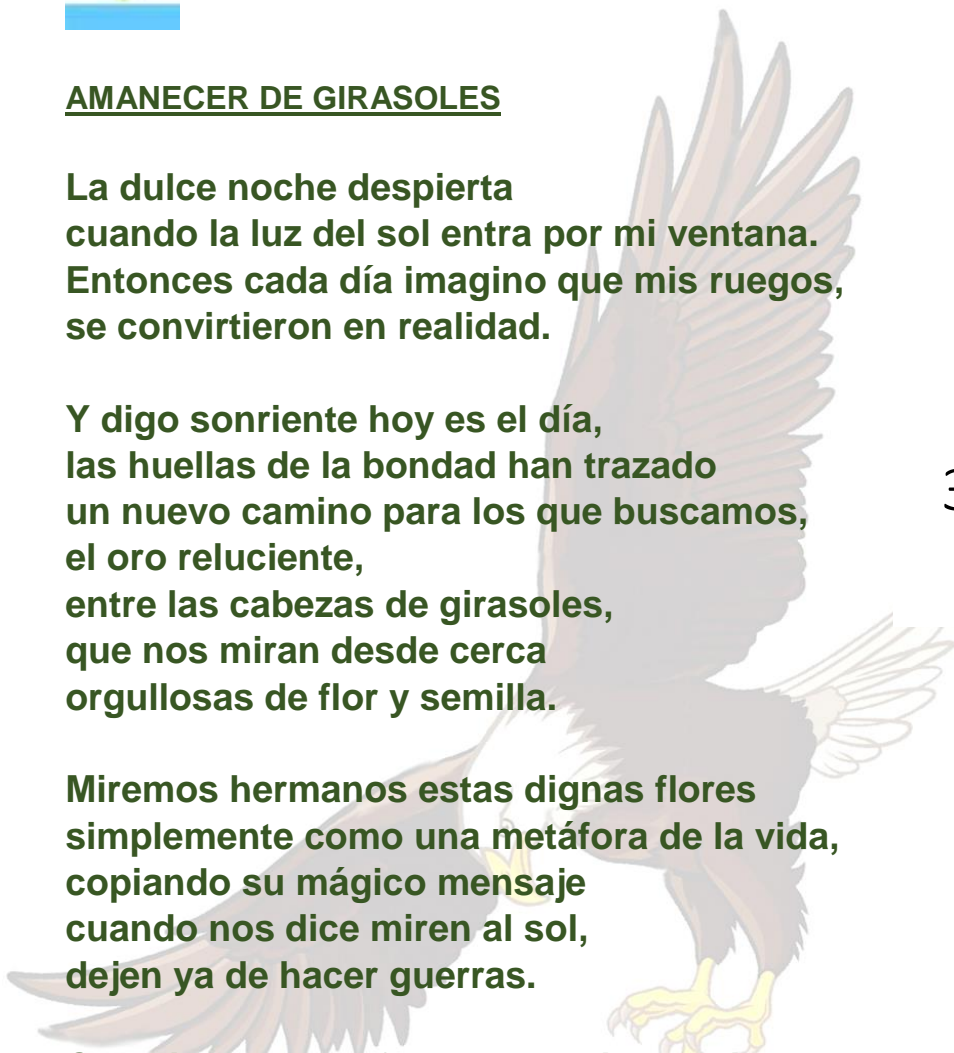 AMANECER DE GIRASOLES
La dulce noche despierta
cuando la luz del sol entra por mi ventana.
Entonces cada día imagino que mis ruegos,
se convirtieron en realidad.
Y digo sonriente hoy es el día,
las huellas de la bondad han trazado
un nuevo camino para los que buscamos,
el oro reluciente,
entre las cabezas de girasoles,
que nos miran desde cerca
orgullosas de flor y semilla.
Miremos hermanos estas dignas flores
simplemente como una metáfora de la vida,
copiando su mágico mensaje
cuando nos dice miren al sol,
dejen ya de hacer guerras.